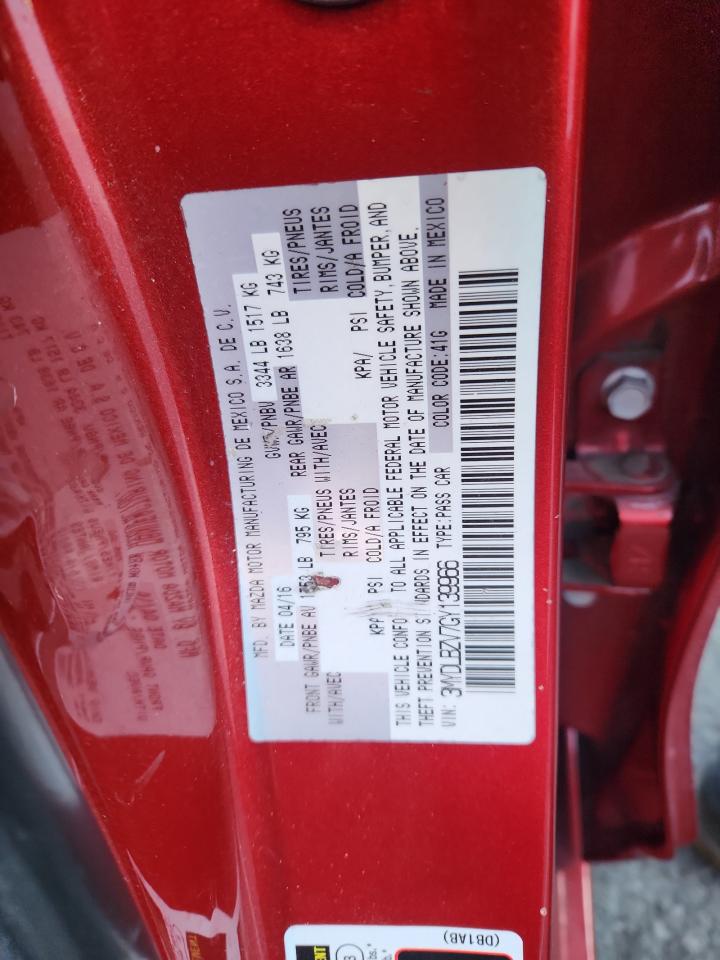 MFD. BY MAZDA MOTOR MANUFACTURING DE MEXICO S.A. DE C.V.
DATE 04/16 GVWR/PNBV 3344 LB 1517 KG
FRONT GAWR/PNBE AV LB 795 KG REAR GAWR/PNBE AR 1638 LB 743 KG
WITH/AVEC TIRES/PNEUS WITH/AVEC TIRES/PNEUS
RIMS/JANTES RIMS/JANTES
KPA PSI COLD/A FROID KPA/ PSI COLD/A FROID
THIS VEHICLE CONFO TO ALL APPLICABLE FEDERAL MOTOR VEHICLE SAFETY, BUMPER, AND
THEFT PREVENTION S DARDS IN EFFECT ON THE DATE OF MANUFACTURE SHOWN ABOVE.
VIN: 3MYDLBZV7GY139966 TYPE:PASS CAR COLOR CODE:41G MADE IN MEXICO
(DB1AB)